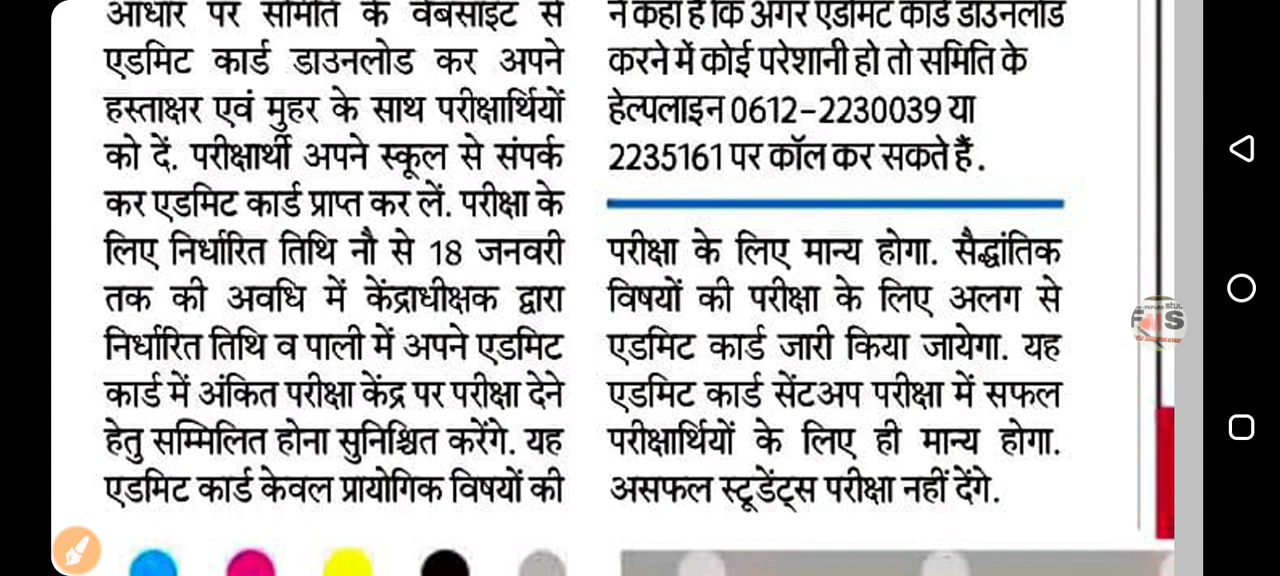 आधार पर समिति के वेबसाइट से
एडमिट कार्ड डाउनलोड कर अपने
हस्ताक्षर एवं मुहर के साथ परीक्षार्थियों
को दें. परीक्षार्थी अपने स्कूल से संपर्क
कर एडमिट कार्ड प्राप्त कर लें. परीक्षा के
लिए निर्धारित तिथि नौ से 18 जनवरी
तक की अवधि में केंद्राधीक्षक द्वारा
निर्धारित तिथि व पाली में अपने एडमिट
कार्ड में अंकित परीक्षा केंद्र पर परीक्षा देने
हेतु सम्मिलित होना सुनिश्चित करेंगे. यह
एडमिट कार्ड केवल प्रायोगिक विषयों की
ने कहा है कि अगर एडमिट कार्ड डाउनलोड
करने में कोई परेशानी हो तो समिति के
हेल्पलाइन 0612-2230039 या
2235161 पर कॉल कर सकते हैं.
परीक्षा के लिए मान्य होगा. सैद्धांतिक
विषयों की परीक्षा के लिए अलग से
एडमिट कार्ड जारी किया जायेगा. यह
एडमिट कार्ड सेंटअप परीक्षा में सफल
परीक्षार्थियों के लिए ही मान्य होगा.
असफल स्टूडेंट्स परीक्षा नहीं देंगे.